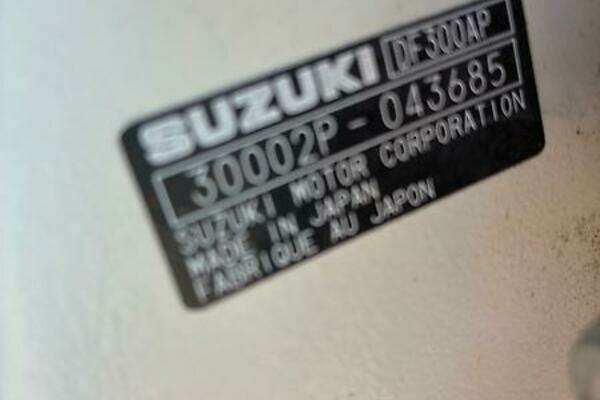 SUZUKI DF300AP
30002P-043685
SUZUKI MOTOR CORPORATION
MADE IN JAPAN
FABRIQUE AU JAPON